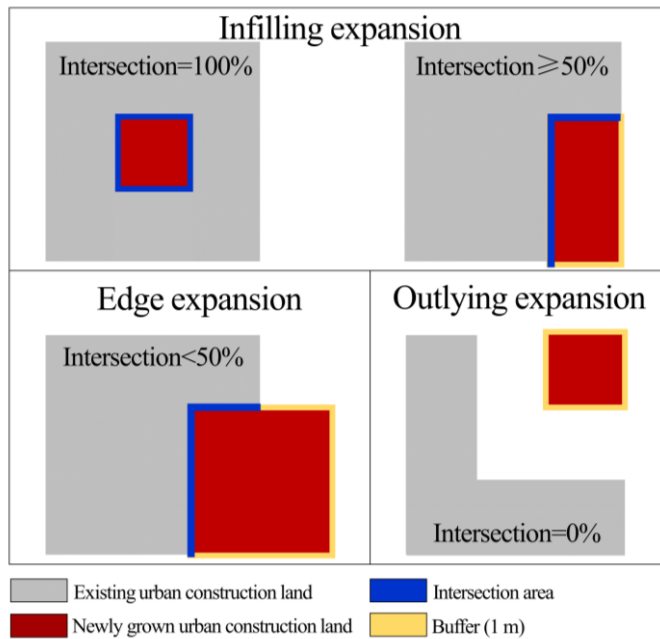 Infilling expansion
Intersection=100%
Intersection≥50%
Edge expansion
Intersection<50%
Outlying expansion
Intersection=0%
Existing urban construction land
Intersection area
Newly grown urban construction land
Buffer (1 m)